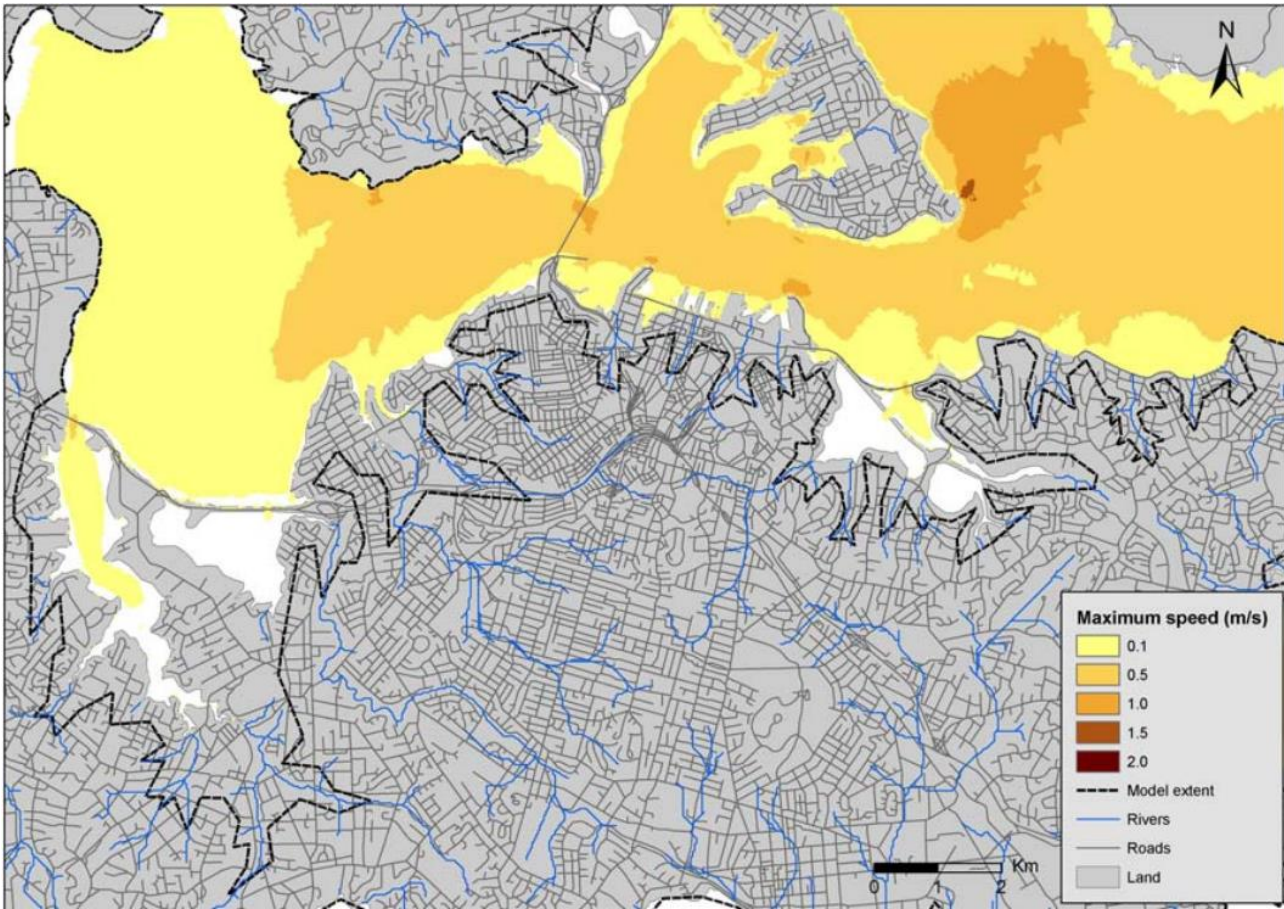 N
Maximum speed (m/s)
0.1
0.5
1.0
1.5
2.0
Model extent
Rivers
Roads
Land
Km
0 1 2